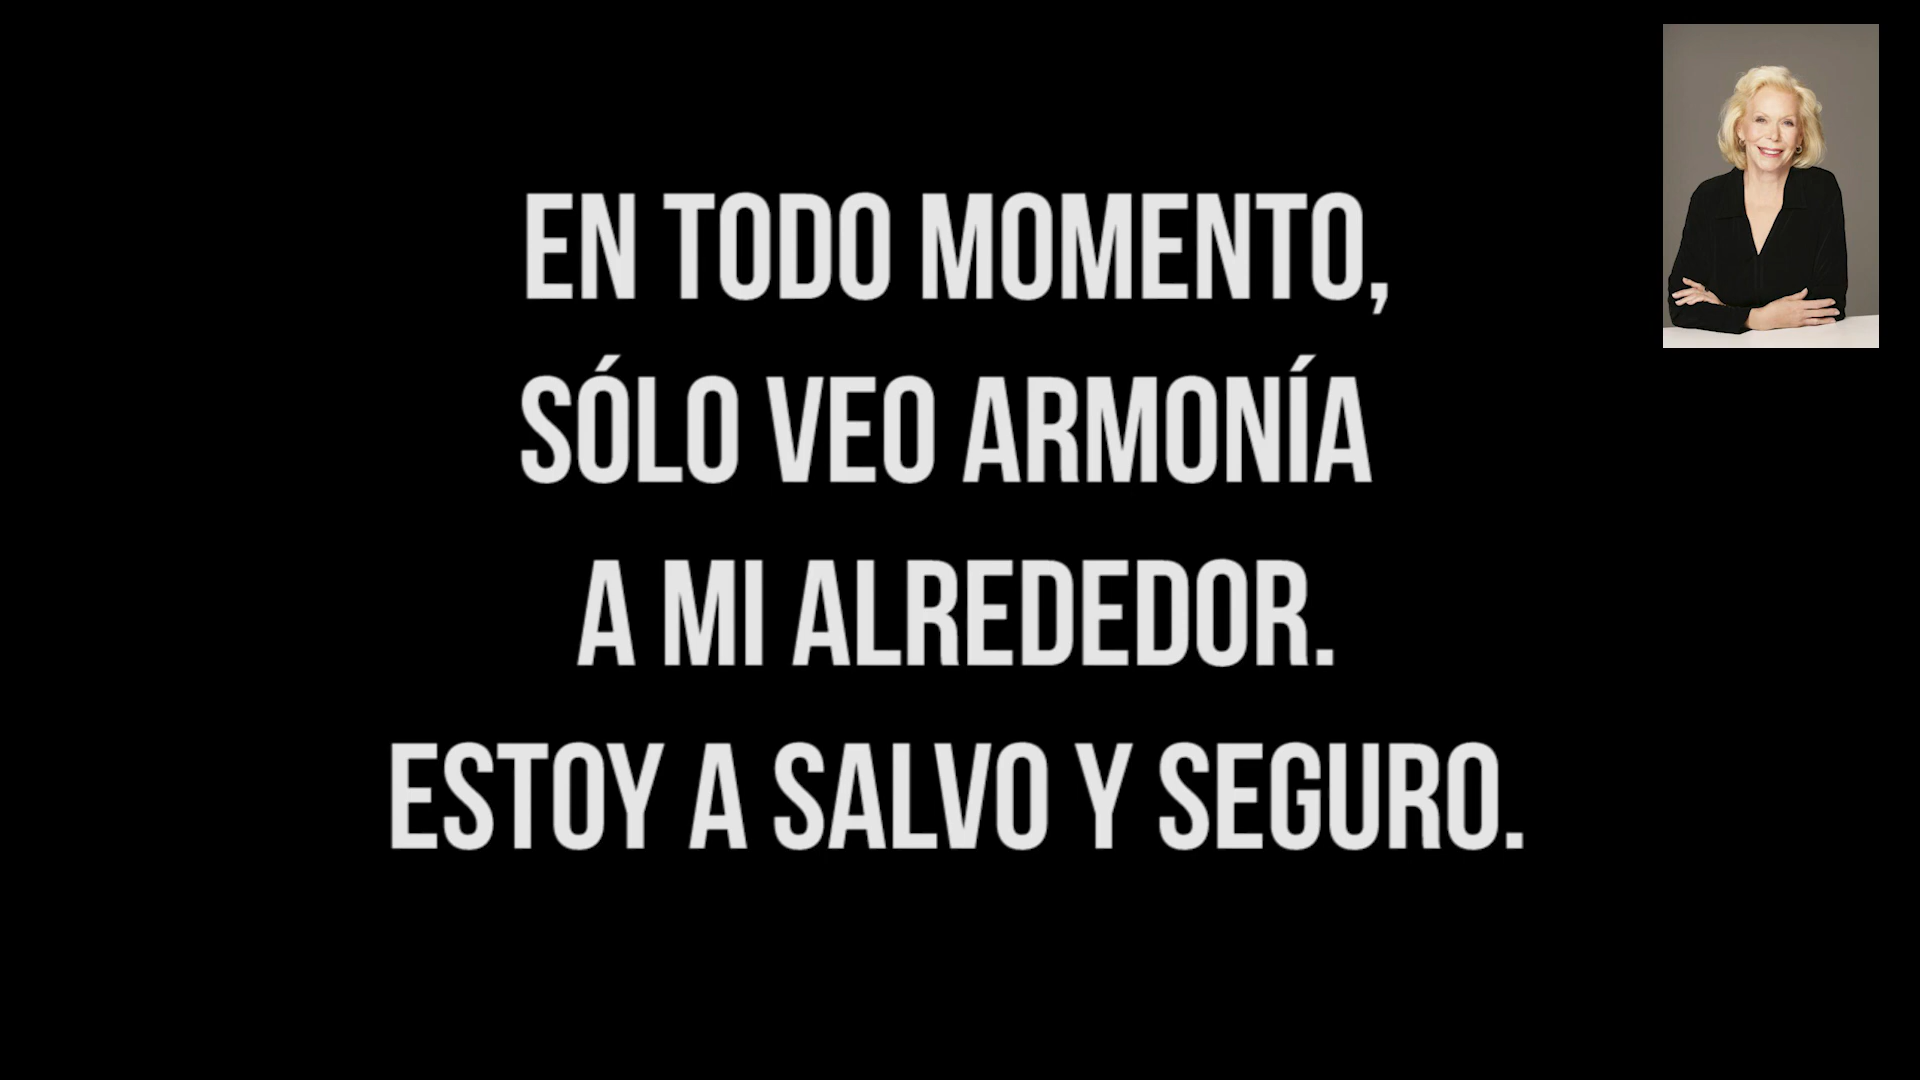 EN TODO MOMENTO,
SÓLO VEO ARMONÍA
A MI ALREDEDOR.
ESTOY A SALVO Y SEGURO.